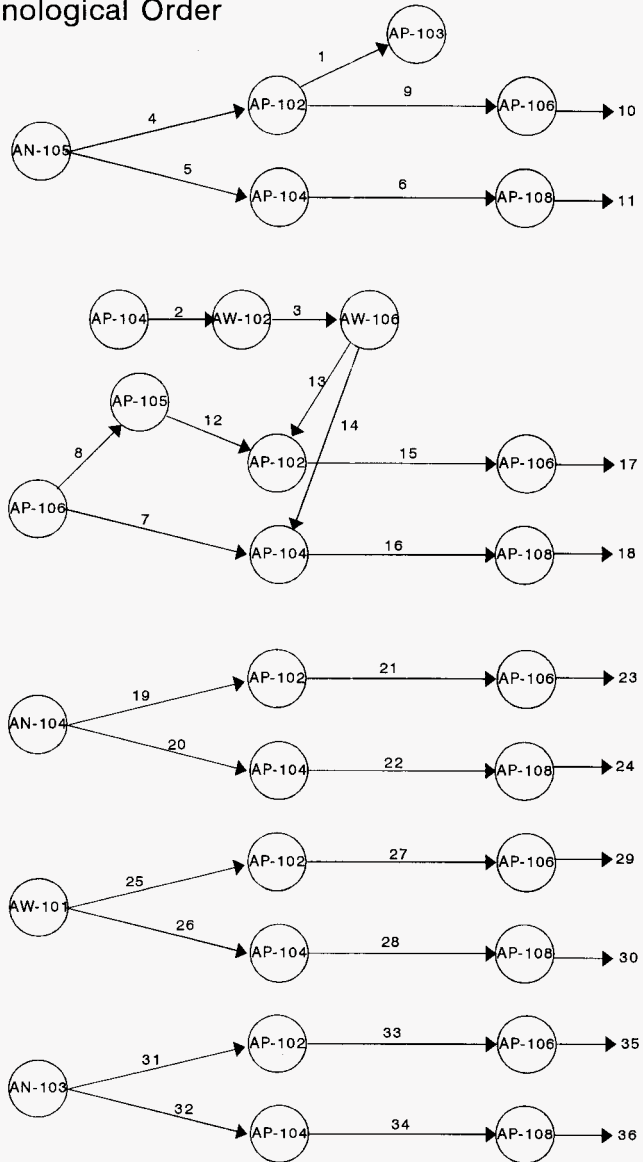 nological Order
AP-103
1
AP-102
9
AP-106
10
4
AN-105
5
AP-104
6
AP-108
11
AP-104
2
AW-102
3
AW-106
13
14
AP-105
12
8
AP-102
15
AP-106
17
AP-106
7
AP-104
16
AP-108
18
AP-102
21
AP-106
23
19
AN-104
20
AP-104
22
AP-108
24
AP-102
27
AP-106
29
25
AW-101
26
AP-104
28
AP-108
30
AP-102
33
AP-106
35
31
AN-103
32
AP-104
34
AP-108
36